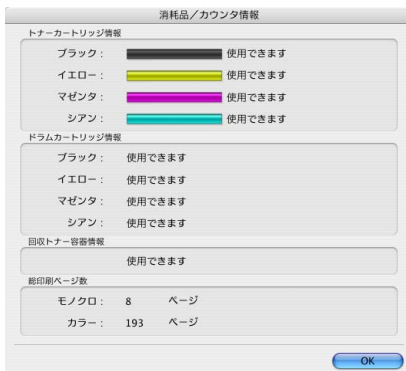 消耗品／カウンタ情報
トナーカートリッジ情報
ブラック： 使用できます
イエロー： 使用できます
マゼンタ： 使用できます
シアン： 使用できます
ドラムカートリッジ情報
ブラック： 使用できます
イエロー： 使用できます
マゼンタ： 使用できます
シアン： 使用できます
回収トナー容器情報
使用できます
総印刷ページ数
モノクロ： 8 ページ
カラー： 193 ページ
OK